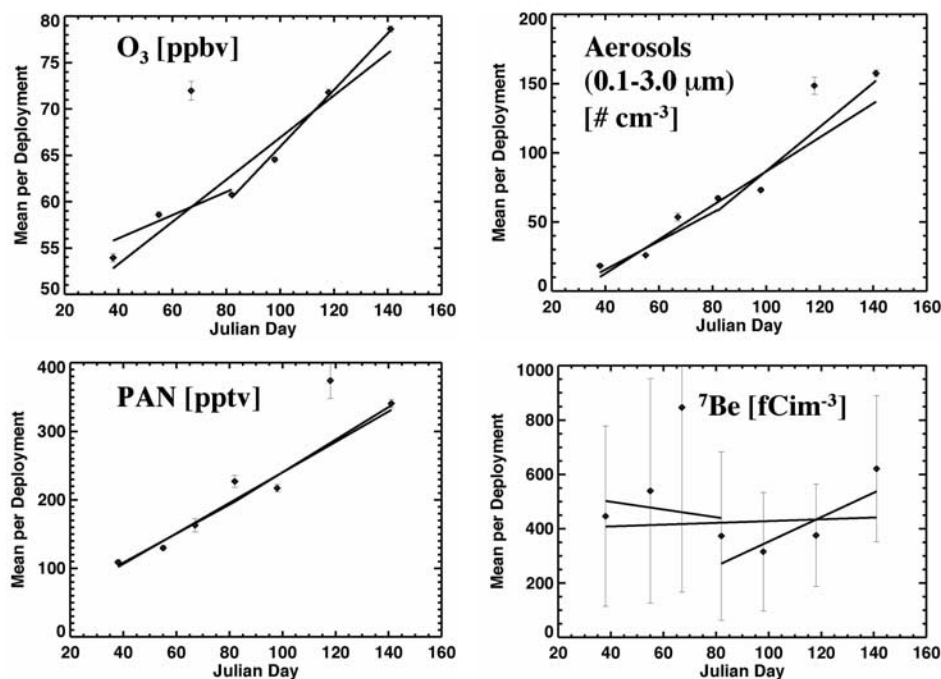 O3 [ppbv]
Mean per Deployment
80
75
70
65
60
55
50
20 40 60 80 100 120 140 160
Julian Day
Aerosols
(0.1-3.0 μm)
[# cm-3]
Mean per Deployment
200
150
100
50
0
20 40 60 80 100 120 140 160
Julian Day
PAN [pptv]
Mean per Deployment
400
300
200
100
0
20 40 60 80 100 120 140 160
Julian Day
7Be [fCim-3]
Mean per Deployment
1000
800
600
400
200
0
20 40 60 80 100 120 140 160
Julian Day